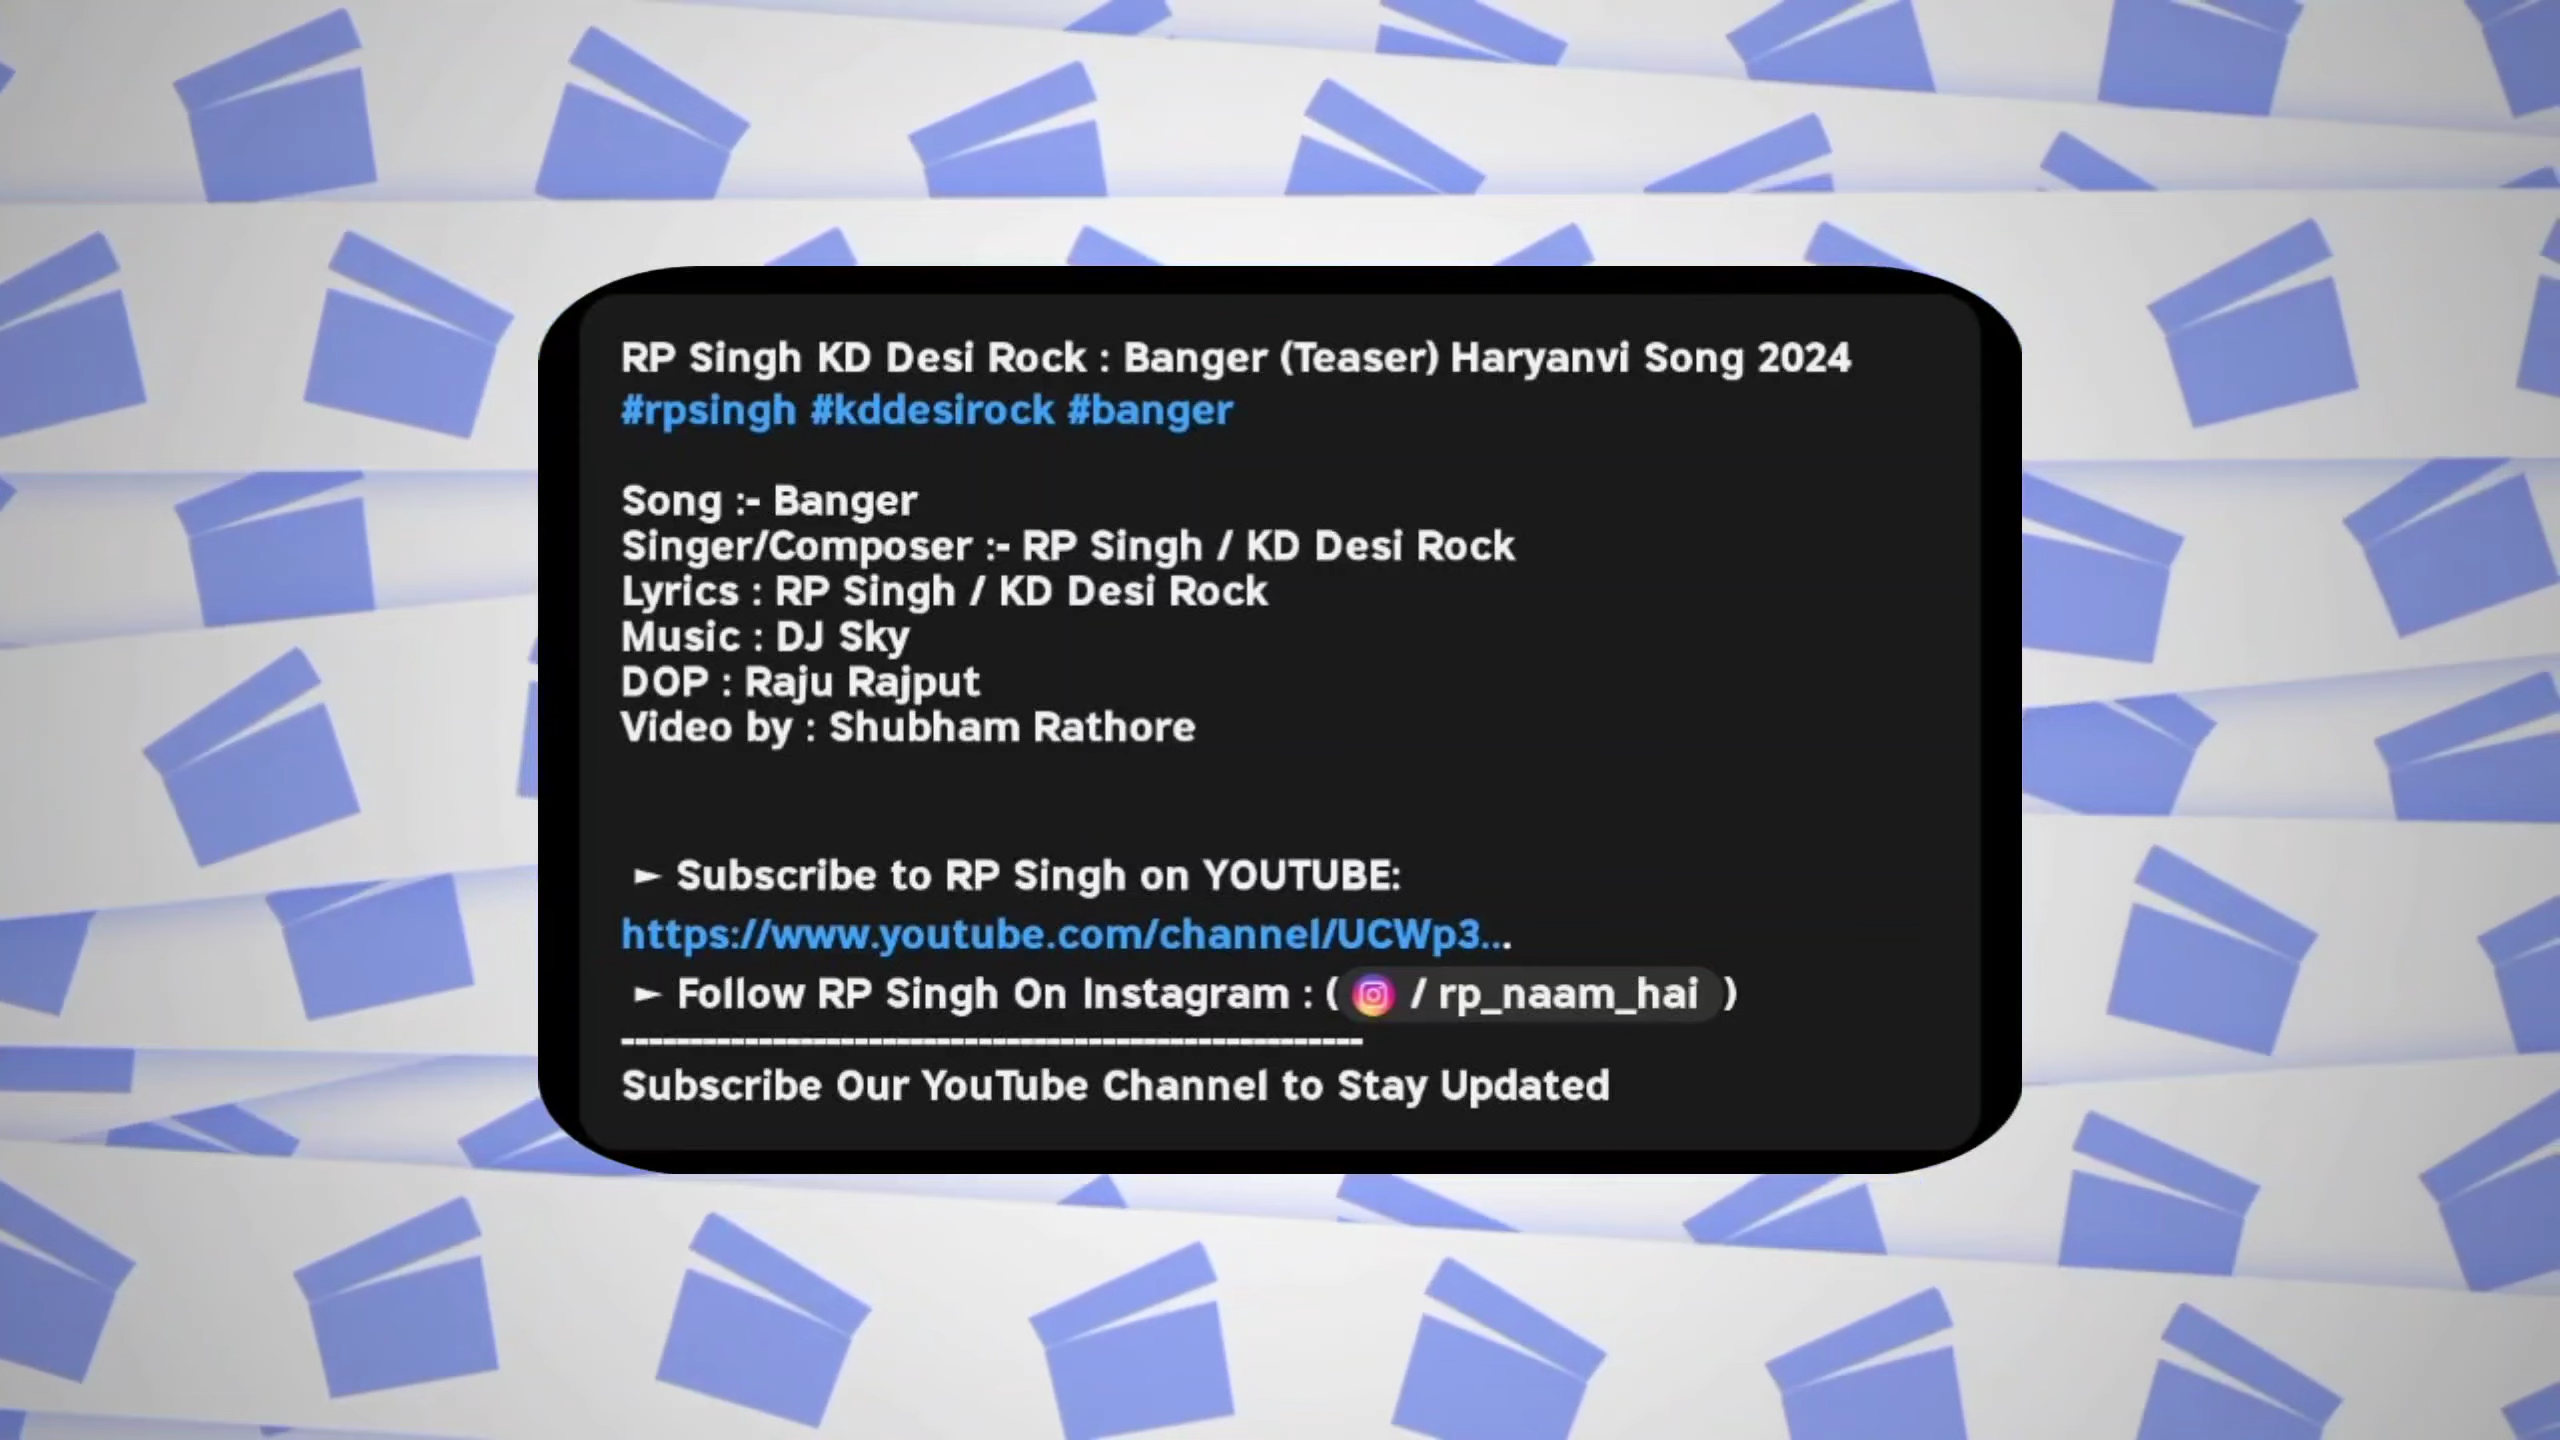 RP Singh KD Desi Rock : Banger (Teaser) Haryanvi Song 2024
#rpsingh #kddesirock #banger
Song :- Banger
Singer/Composer :- RP Singh / KD Desi Rock
Lyrics : RP Singh / KD Desi Rock
Music : DJ Sky
DOP : Raju Rajput
Video by : Shubham Rathore
► Subscribe to RP Singh on YOUTUBE:
https://www.youtube.com/channel/UCWp3...
► Follow RP Singh On Instagram : ( / rp_naam_hai )
------------------------------------------------------
Subscribe Our YouTube Channel to Stay Updated